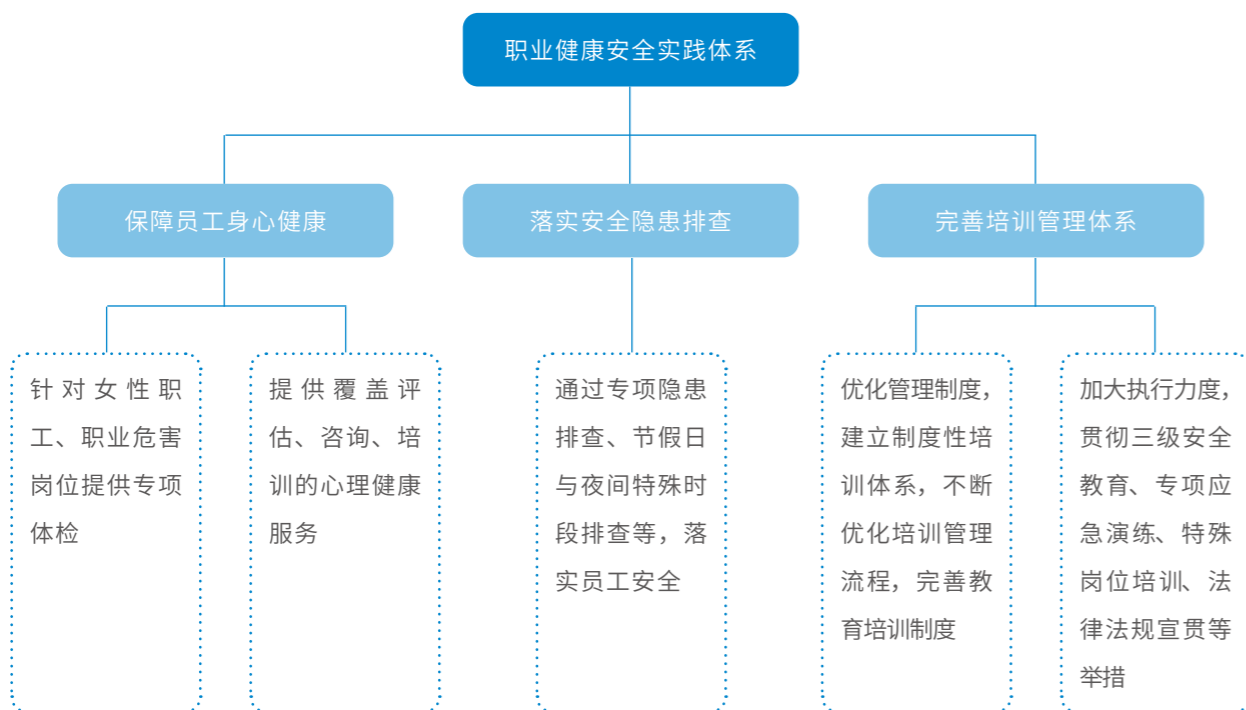 职业健康安全实践体系
保障员工身心健康
落实安全隐患排查
完善培训管理体系
针对女性职
工、职业危害
岗位提供专项
体检
提供覆盖评
估、咨询、培
训的心理健康
服务
通过专项隐患
排查、节假日
与夜间特殊时
段排查等，落
实员工安全
优化管理制度，
建立制度性培
训体系，不断
优化培训管理
流程，完善教
育培训制度
加大执行力度，
贯彻三级安全
教育、专项应
急演练、特殊
岗位培训、法
律法规宣贯等
举措